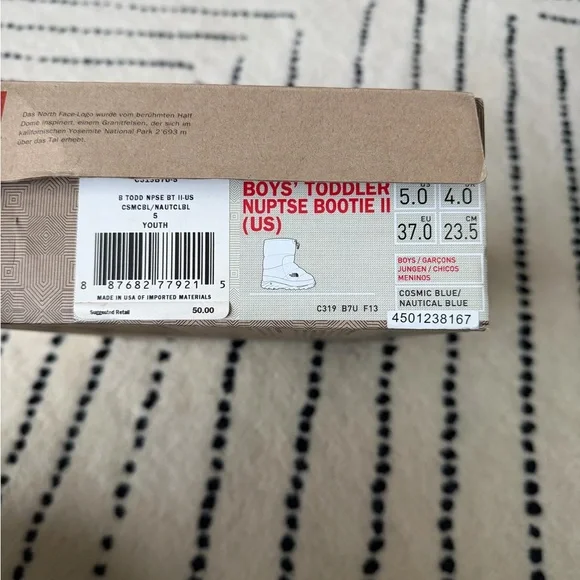 Das North Face-Logo wurde vom berühmten Half
Dome inspiriert, einem Granitfelsen, der sich im
kalifornischen Yosemite National Park 2'693 m
über das Tal erhebt.
B TODD NPSE BT II-US
CSMCBL/NAUTCLBL
5
YOUTH
8 87682 77921 5
MADE IN USA OF IMPORTED MATERIALS
Suggested Retail 50.00
BOYS' TODDLER
NUPTSE BOOTIE II
(US)
C319 B7U F13
5.0 4.0
EU CM
37.0 23.5
BOYS / GARÇONS
JUNGEN / CHICOS
MENINOS
COSMIC BLUE/
NAUTICAL BLUE
4501238167